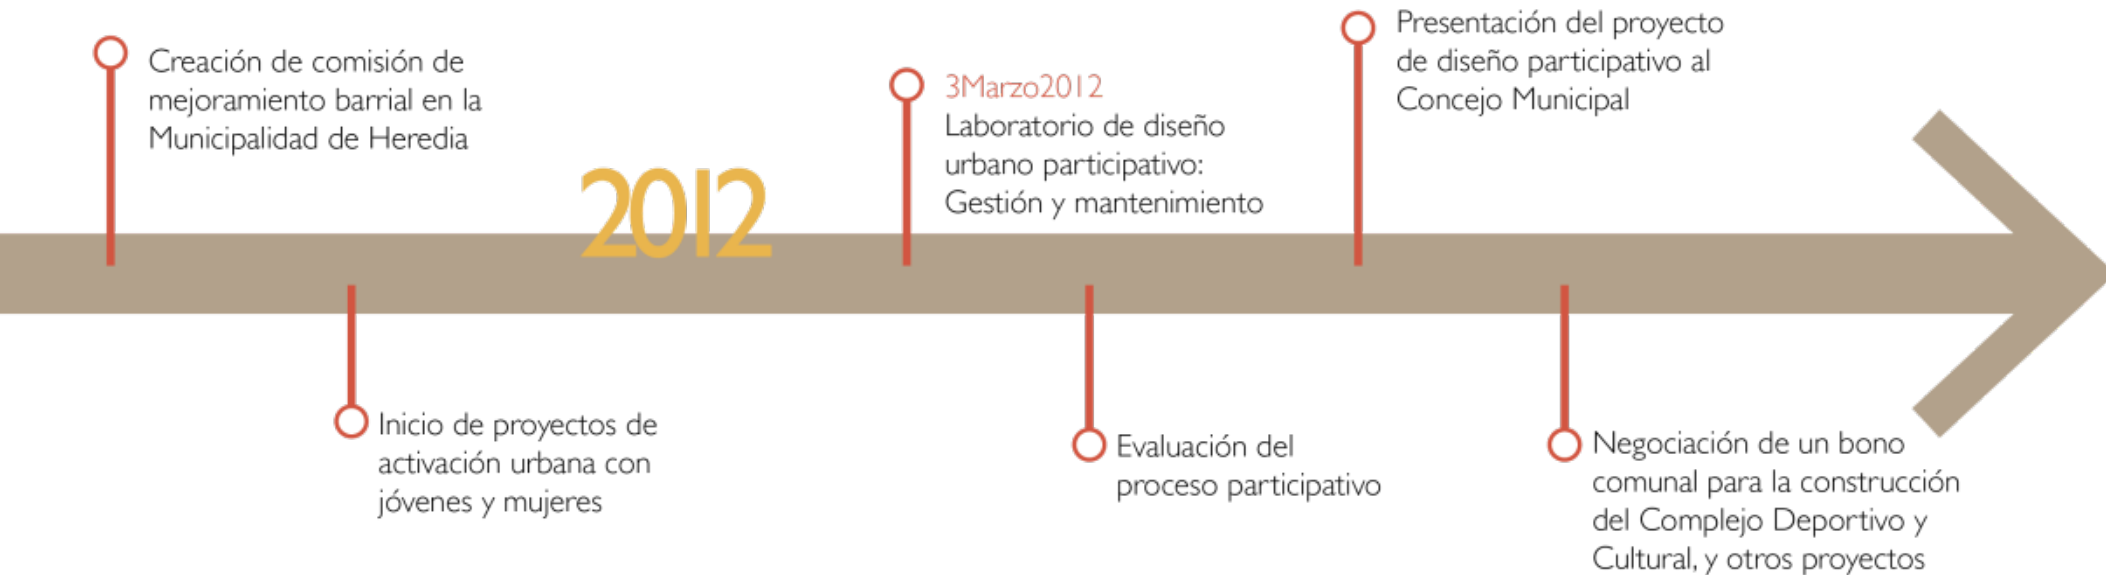 Creación de comisión de
mejoramiento barrial en la
Municipalidad de Heredia
Inicio de proyectos de
activación urbana con
jóvenes y mujeres
2012
3Marzo2012
Laboratorio de diseño
urbano participativo:
Gestión y mantenimiento
Evaluación del
proceso participativo
Presentación del proyecto
de diseño participativo al
Concejo Municipal
Negociación de un bono
comunal para la construcción
del Complejo Deportivo y
Cultural, y otros proyectos